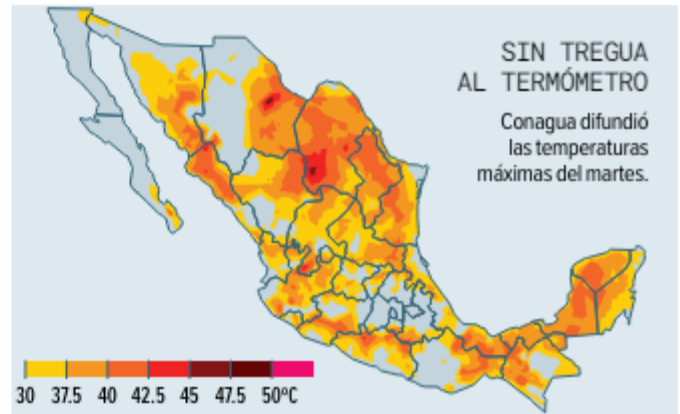 SIN TREGUA
AL TERMÓMETRO
Conagua difundió
las temperaturas
máximas del martes.
30 37.5 40 42.5 45 47.5 50°C